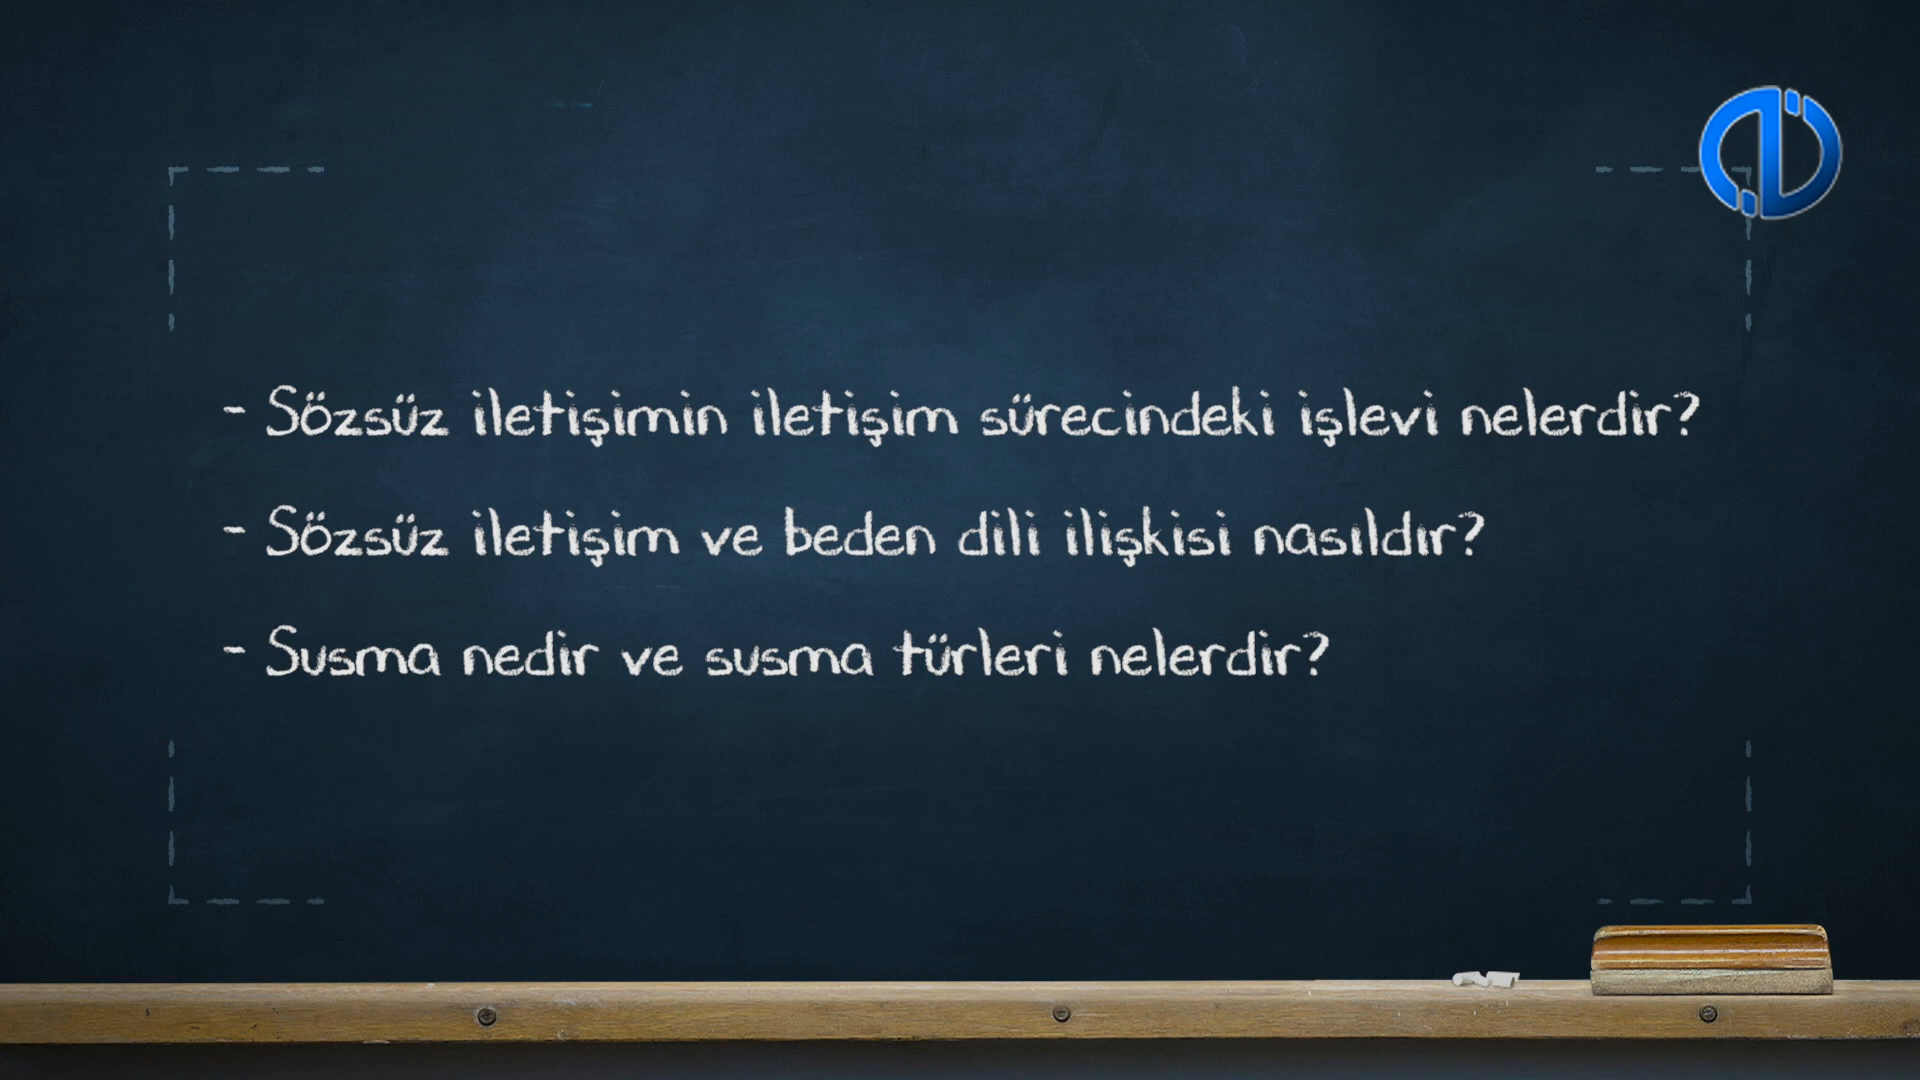 - Sözsüz iletişimin iletişim sürecindeki işlevi nelerdir?
- Sözsüz iletişim ve beden dili ilişkisi nasıldır?
- Susma nedir ve susma türleri nelerdir?